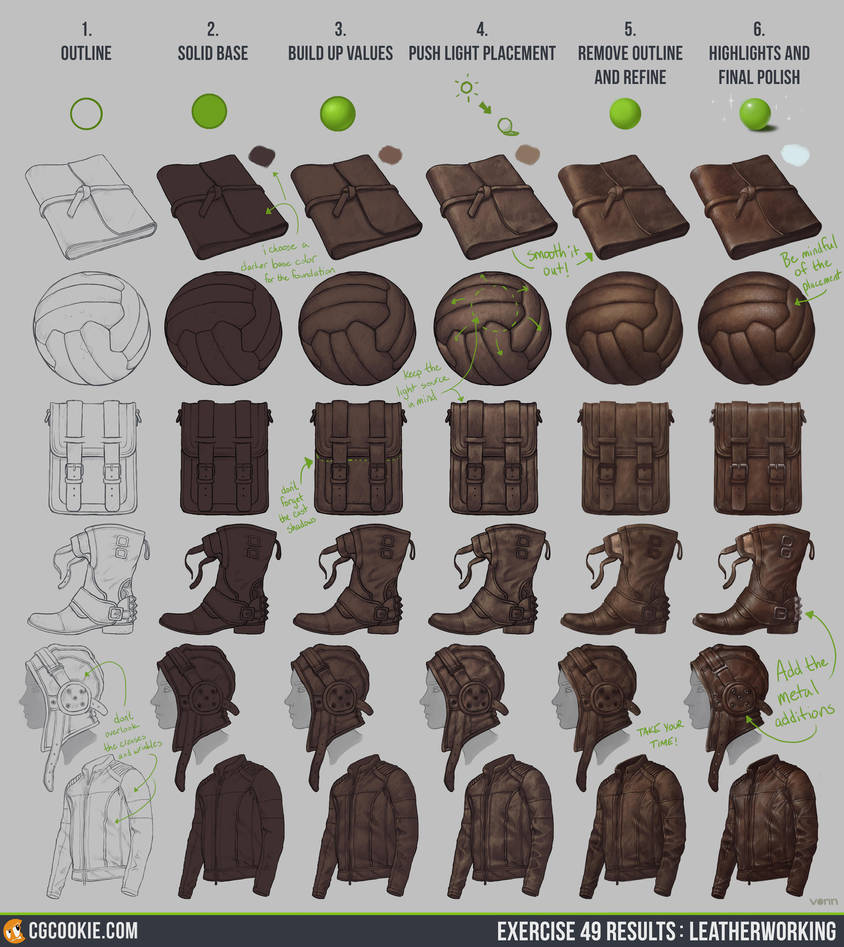 1.
OUTLINE
2.
SOLID BASE
3.
BUILD UP VALUES
4.
PUSH LIGHT PLACEMENT
5.
REMOVE OUTLINE
AND REFINE
6.
HIGHLIGHTS AND
FINAL POLISH
i choose a
darker base color
for the foundation
smooth it
out!
Be mindful
of the
placement
keep the
light source
in mind
don't
forget
the cast
shadows
don't
overlook
the creases
and wrinkles
TAKE YOUR
TIME!
Add the
metal
additions
vorin
CGCOOKIE.COM
EXERCISE 49 RESULTS : LEATHERWORKING